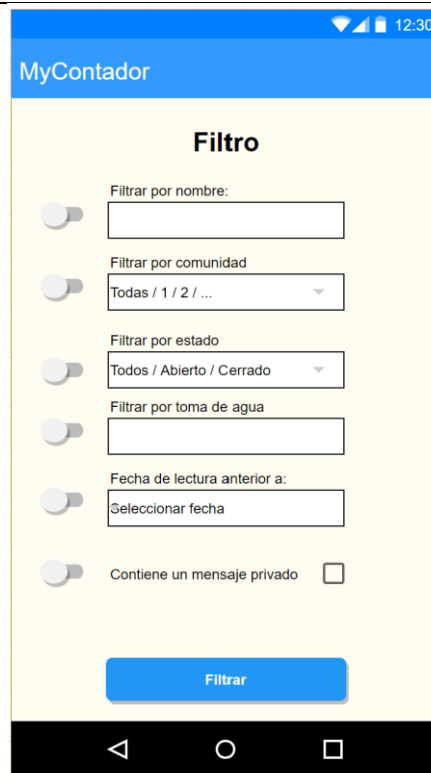 12:30
MyContador
Filtro
Filtrar por nombre:
Filtrar por comunidad
Todas / 1 / 2 / ...
Filtrar por estado
Todos / Abierto / Cerrado
Filtrar por toma de agua
Fecha de lectura anterior a:
Seleccionar fecha
Contiene un mensaje privado
Filtrar